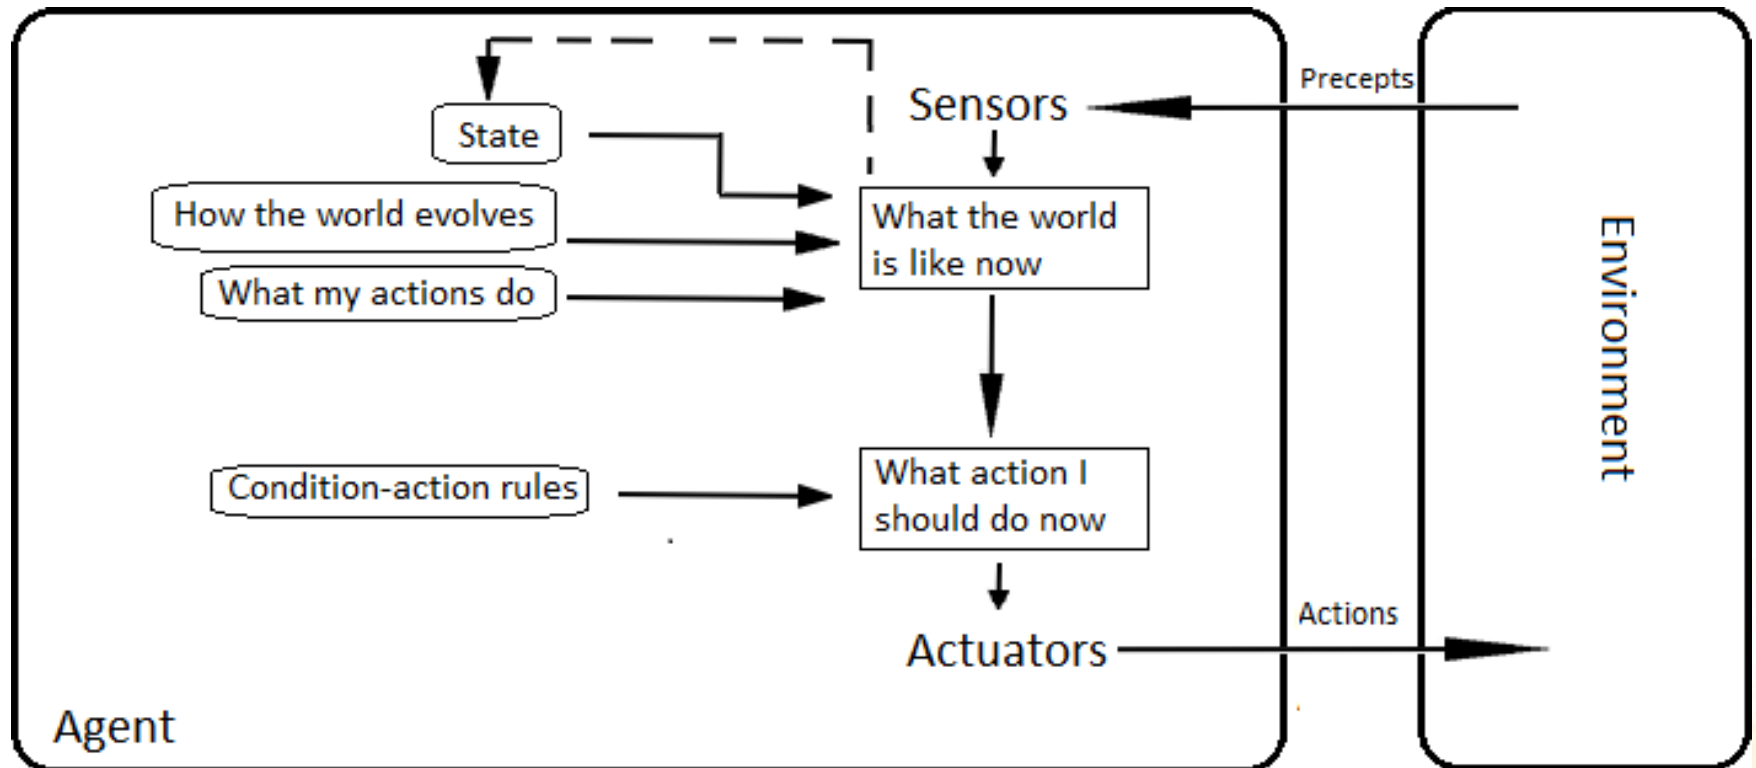 Precepts
Sensors
State
How the world evolves
What the world
is like now
What my actions do
Environment
Condition-action rules
What action I
should do now
Actions
Actuators
Agent